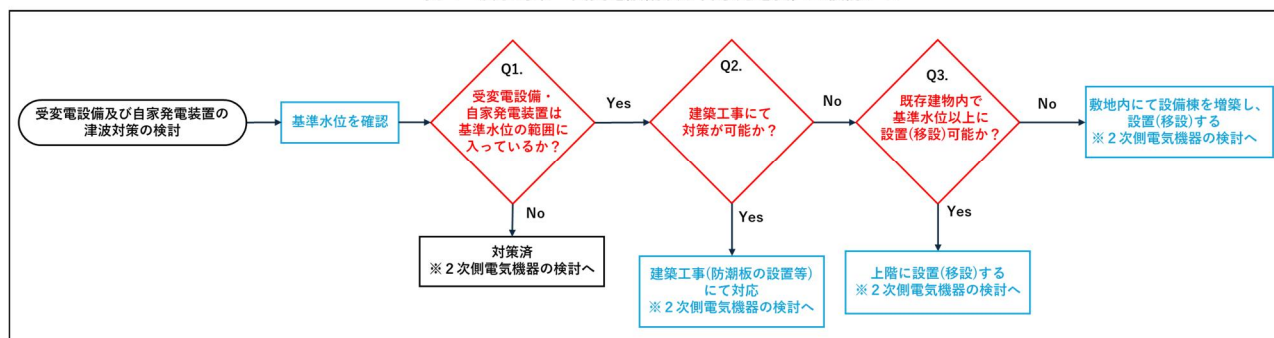 受変電設備及び自家発電装置の
津波対策の検討
基準水位を確認
Q1.
受変電設備・
自家発電装置は
基準水位の範囲に
入っているか？
Yes
No
対策済
※２次側電気機器の検討へ
Q2.
建築工事にて
対策が可能か？
No
Yes
建築工事(防潮板の設置等)
にて対応
※２次側電気機器の検討へ
Q3.
既存建物内で
基準水位以上に
設置(移設)可能か？
No
Yes
上階に設置(移設)する
※２次側電気機器の検討へ
敷地内にて設備棟を増築し、
設置(移設)する
※２次側電気機器の検討へ